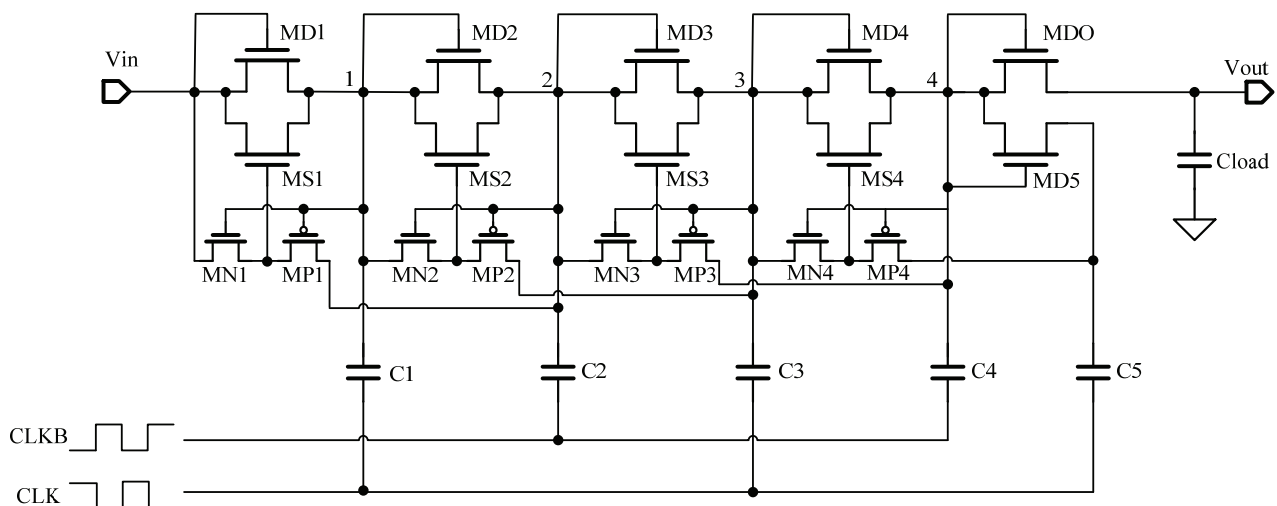 MD1 MD2 MD3 MD4 MDO
Vin 1 2 3 4 Vout
MS1 MS2 MS3 MS4 MD5 Cload
MN1 MP1 MN2 MP2 MN3 MP3 MN4 MP4
C1 C2 C3 C4 C5
CLKB
CLK